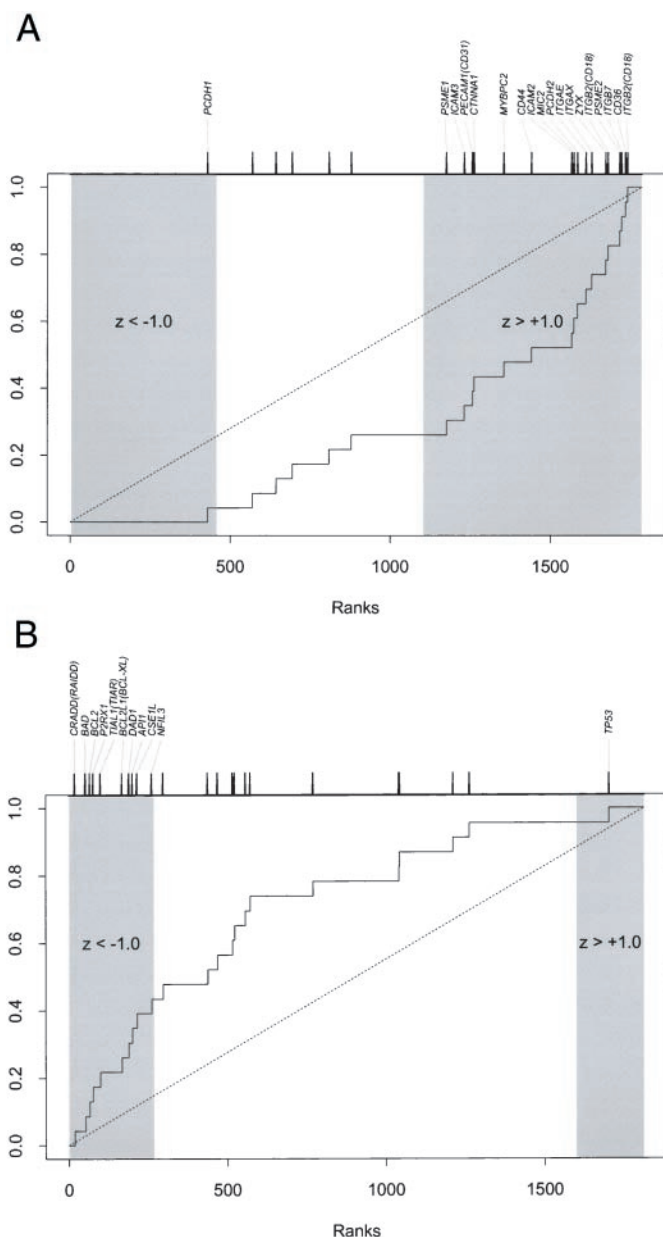 A
PCDH1
PSME1
ICAM3
PECAM1(CD31)
CTNNA1
MYBPC2
CD44
ICAM2
MIC2
PCDH2
ITGAE
ITGAX
ZYX
ITGB2(CD18)
PSME2
ITGB7
CD36
ITGB2(CD18)
1.0
0.8
0.6
0.4
0.2
0.0
z < -1.0
z > +1.0
0 500 1000 1500
Ranks
B
CRADD(RAIDD)
BAD
BCL2
P2RX1
TIAL1(TIAR)
BCL2L1(BCL-XL)
DAD1
API1
CSE1L
NFIL3
TP53
1.0
0.8
0.6
0.4
0.2
0.0
z < -1.0
z > +1.0
0 500 1000 1500
Ranks